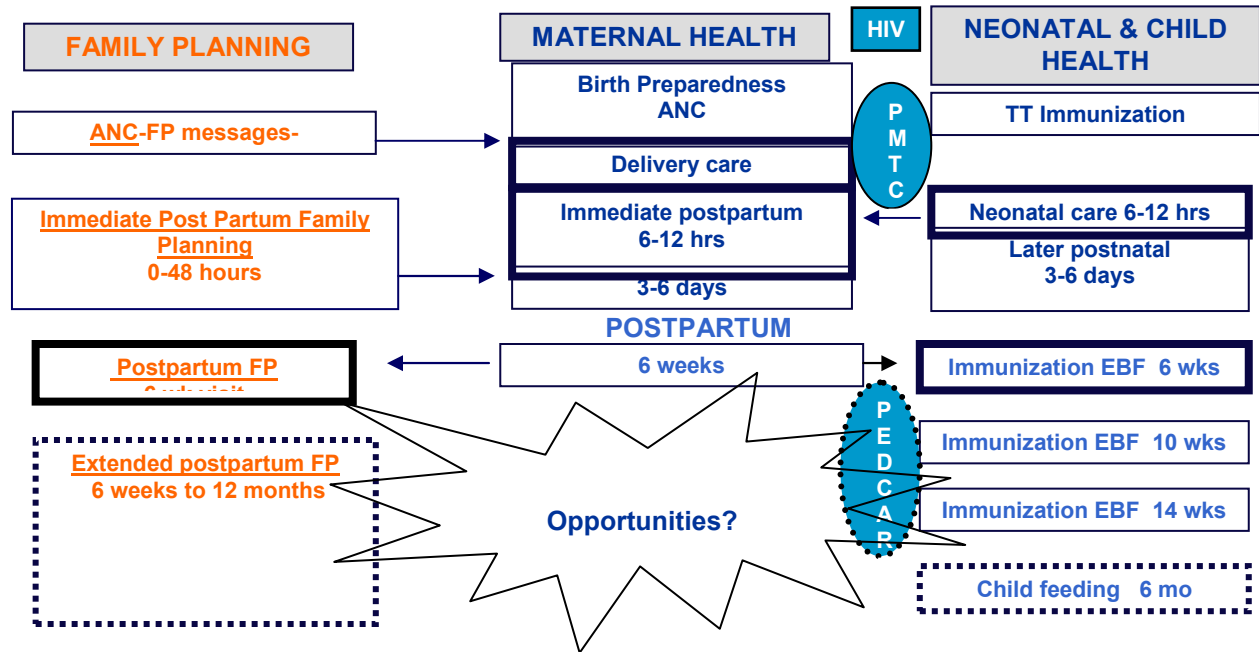 FAMILY PLANNING
ANC-FP messages-
Immediate Post Partum Family
Planning
0-48 hours
Postpartum FP
Extended postpartum FP
6 weeks to 12 months
MATERNAL HEALTH
Birth Preparedness
ANC
Delivery care
Immediate postpartum
6-12 hrs
3-6 days
POSTPARTUM
6 weeks
Opportunities?
HIV
P
M
T
C
P
E
D
C
A
R
NEONATAL & CHILD
HEALTH
TT Immunization
Neonatal care 6-12 hrs
Later postnatal
3-6 days
Immunization EBF 6 wks
Immunization EBF 10 wks
Immunization EBF 14 wks
Child feeding 6 mo